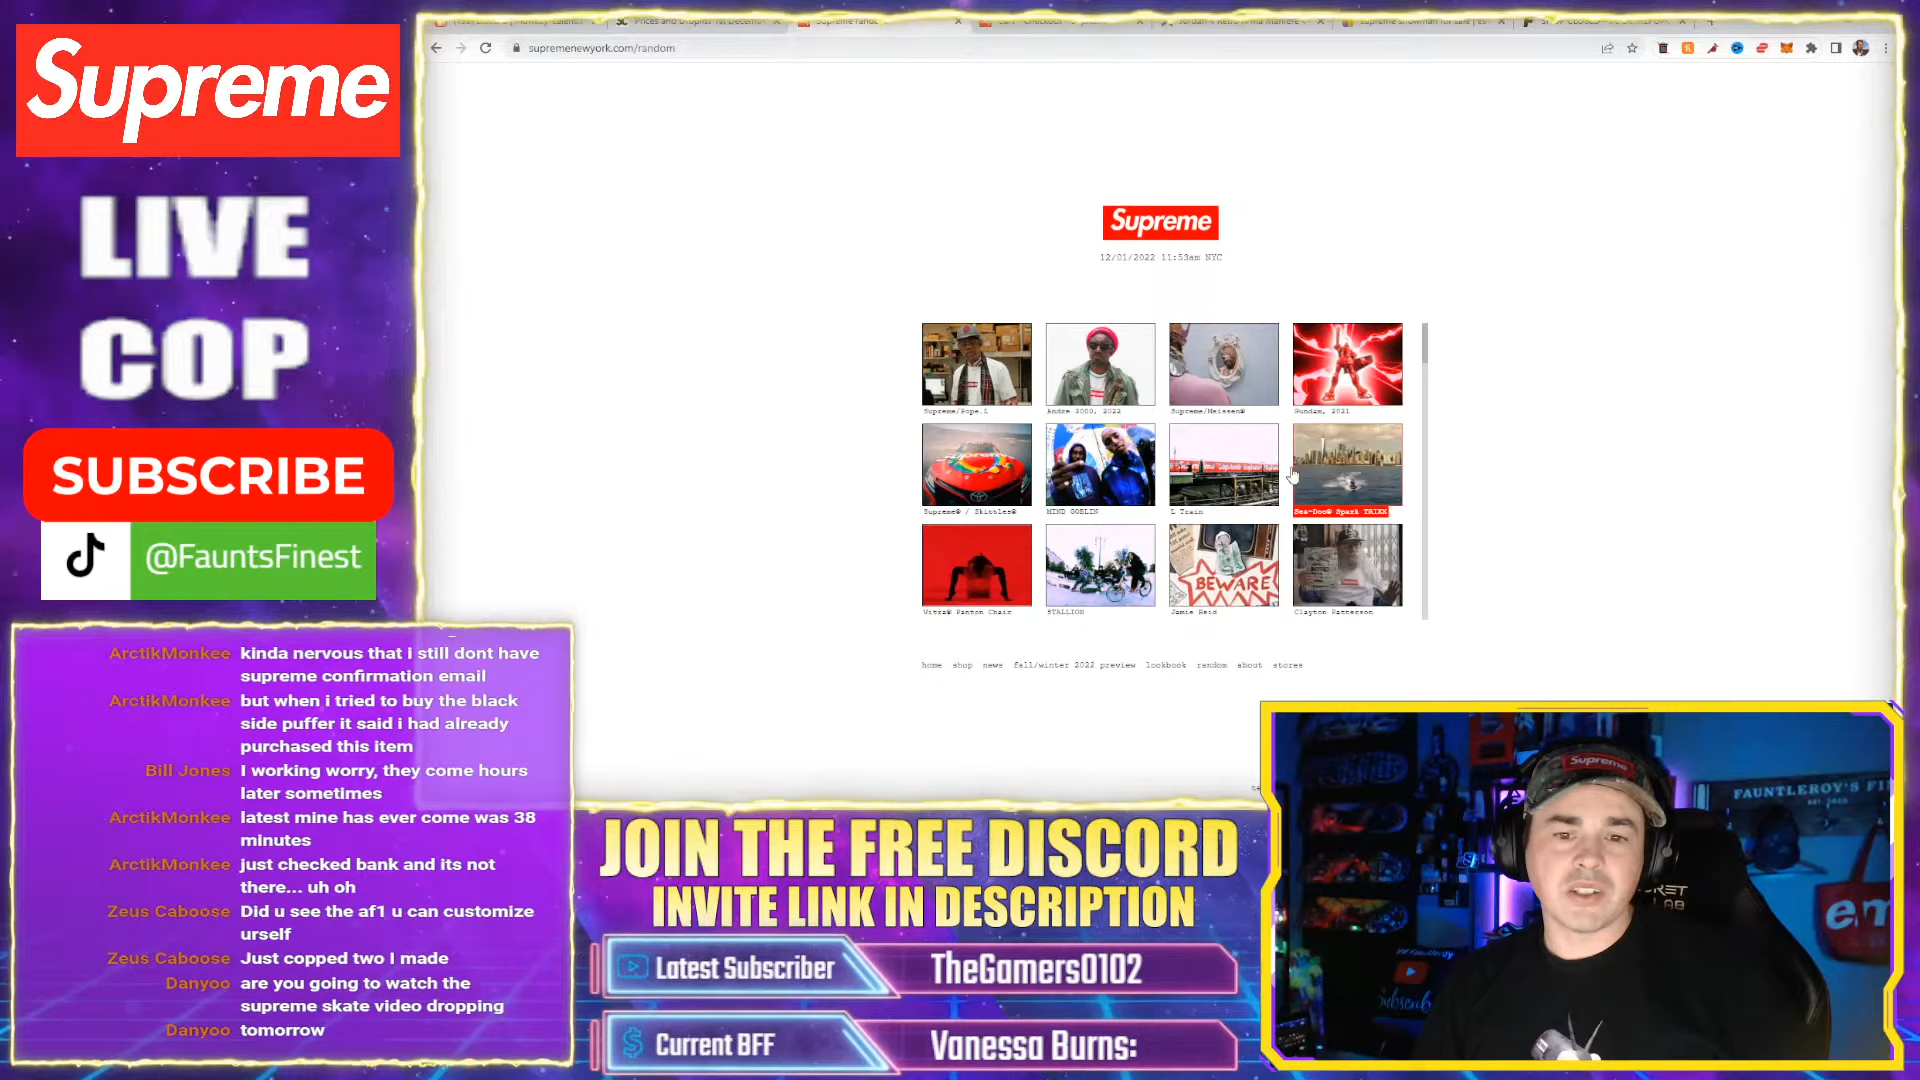 Supreme
LIVE
COP
SUBSCRIBE
@FauntsFinest
supremenewyork.com/random
Supreme
12/01/2022 11:53am NYC
Supreme/Pope.L
Andre 3000, 2022
Supreme/Meissen®
Gundam, 2021
Supreme® / Skittles®
MIND GOBLIN
L Train
Sea-Doo® Spark TRIXX
Vitra® Panton Chair
STALLION
BEWARE
Jamie Reid
Clayton Patterson
home shop news fall/winter 2022 preview lookbook random about stores
ArctikMonkee kinda nervous that i still dont have
supreme confirmation email
ArctikMonkee but when i tried to buy the black
side puffer it said i had already
purchased this item
Bill Jones I working worry, they come hours
later sometimes
ArctikMonkee latest mine has ever come was 38
minutes
ArctikMonkee just checked bank and its not
there... uh oh
Zeus Caboose Did u see the af1 u can customize
urself
Zeus Caboose Just copped two I made
Danyoo are you going to watch the
supreme skate video dropping
Danyoo tomorrow
JOIN THE FREE DISCORD
INVITE LINK IN DESCRIPTION
Latest Subscriber TheGamers0102
Current BFF Vanessa Burns:
Supreme
FAUNTLEROY'S FI